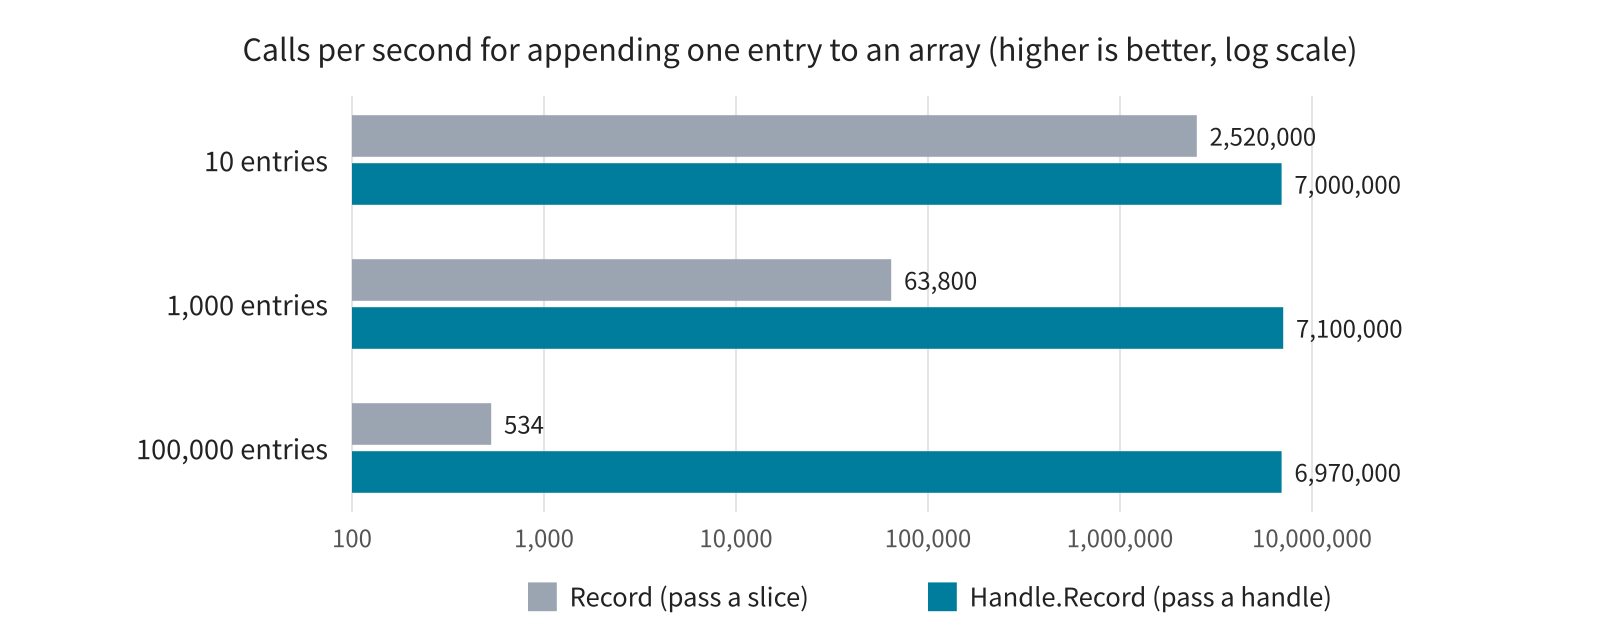 Calls per second for appending one entry to an array (higher is better, log scale)
10 entries
2,520,000
7,000,000
1,000 entries
63,800
7,100,000
100,000 entries
534
6,970,000
100 1,000 10,000 100,000 1,000,000 10,000,000
Record (pass a slice) Handle.Record (pass a handle)